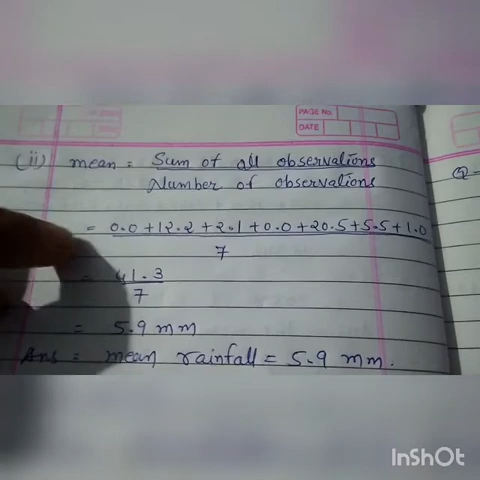 PAGE No.
DATE
(ii) mean = Sum of all observations
Number of observations
= 0.0 + 12.2 + 2.1 + 0.0 + 20.5 + 5.5 + 1.0
7
= 41.3
7
= 5.9 mm
Ans = mean rainfall = 5.9 mm.
Q
InShOt